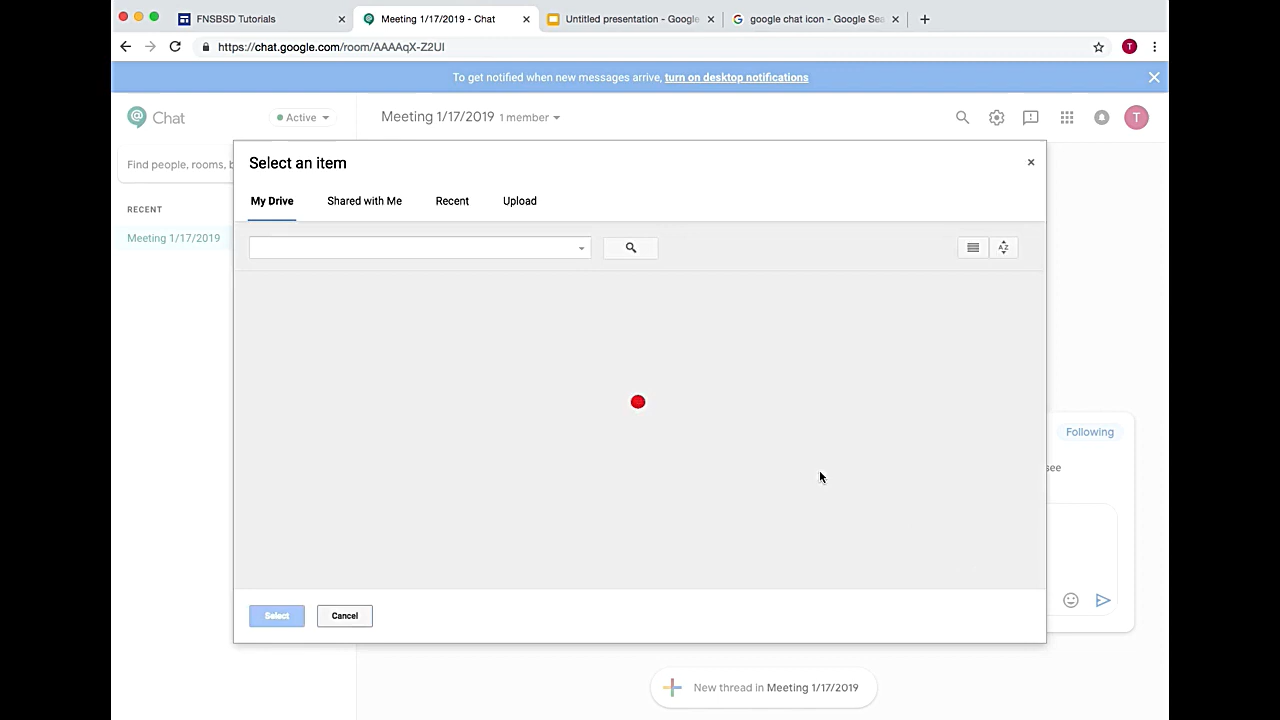 FNSBSD Tutorials
Meeting 1/17/2019 - Chat
Untitled presentation - Google
google chat icon - Google Sea
https://chat.google.com/room/AAAAqX-Z2UI
T
To get notified when new messages arrive, turn on desktop notifications
Chat
Active
Meeting 1/17/2019 1 member
T
Find people, rooms, b
RECENT
Meeting 1/17/2019
Select an item
My Drive
Shared with Me
Recent
Upload
A
Z
Following
see
Select
Cancel
New thread in Meeting 1/17/2019